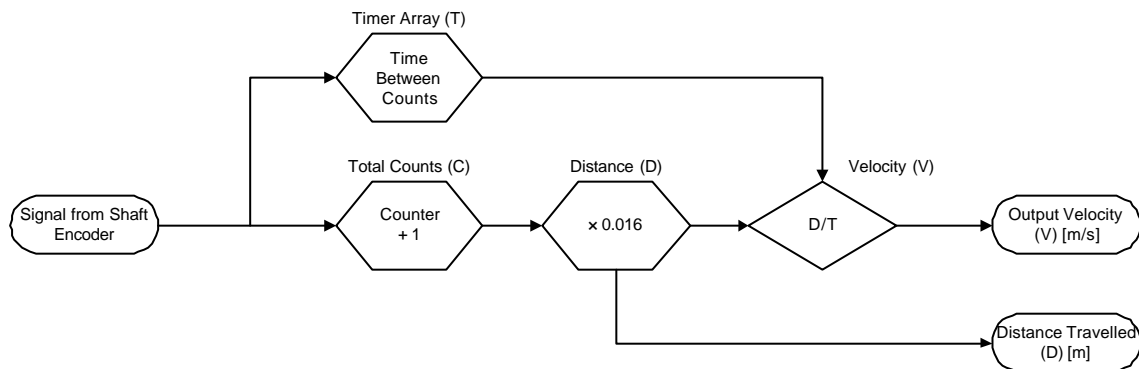 Timer Array (T)
Time
Between
Counts
Total Counts (C)
Distance (D)
Velocity (V)
Signal from Shaft
Encoder
Counter
+ 1
× 0.016
D/T
Output Velocity
(V) [m/s]
Distance Travelled
(D) [m]